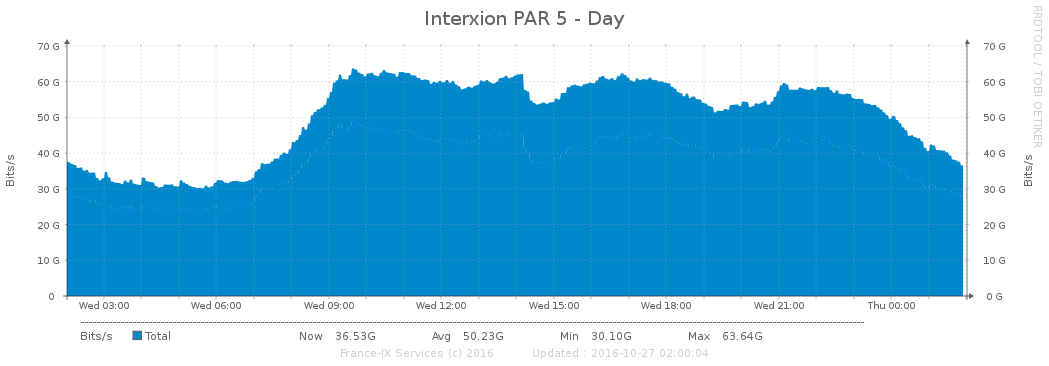 Interxion PAR 5 - Day
RRDTOOL / TOBI OETIKER
70 G 70 G
60 G 60 G
50 G 50 G
40 G 40 G
30 G 30 G
20 G 20 G
10 G 10 G
0 0 G
Bits/s
Bits/s
Wed 03:00 Wed 06:00 Wed 09:00 Wed 12:00 Wed 15:00 Wed 18:00 Wed 21:00 Thu 00:00
Bits/s Total Now 36.53G Avg 50.23G Min 30.10G Max 63.64G
France-IX Services (c) 2016 Updated : 2016-10-27 02:00:04